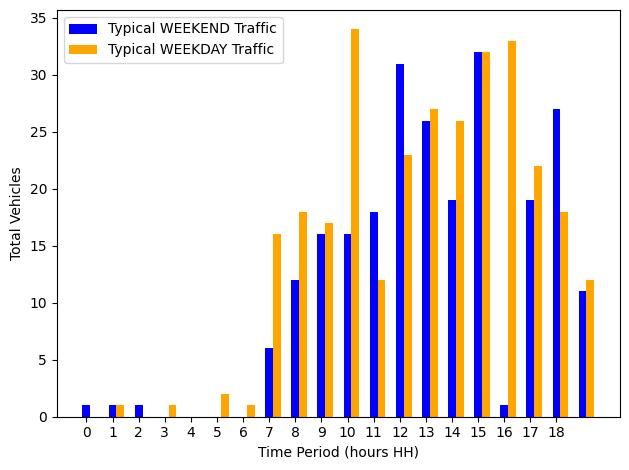 Typical WEEKEND Traffic
Typical WEEKDAY Traffic
35
30
25
20
15
10
5
0
Total Vehicles
0 1 2 3 4 5 6 7 8 9 10 11 12 13 14 15 16 17 18
Time Period (hours HH)